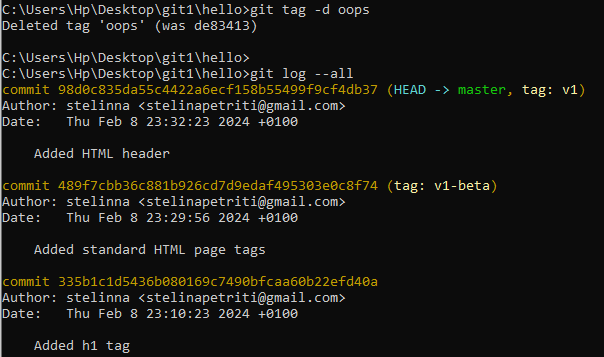 C:\Users\Hp\Desktop\git1\hello>git tag -d oops
Deleted tag 'oops' (was de83413)
C:\Users\Hp\Desktop\git1\hello>
C:\Users\Hp\Desktop\git1\hello>git log --all
commit 98d0c835da55c4422a6ecf158b55499f9cf4db37 (HEAD -> master, tag: v1)
Author: stelinna <stelinapetriti@gmail.com>
Date:   Thu Feb 8 23:32:23 2024 +0100
    Added HTML header
commit 489f7cbb36c881b926cd7d9edaf495303e0c8f74 (tag: v1-beta)
Author: stelinna <stelinapetriti@gmail.com>
Date:   Thu Feb 8 23:29:56 2024 +0100
    Added standard HTML page tags
commit 335b1c1d5436b080169c7490bfcaa60b22efd40a
Author: stelinna <stelinapetriti@gmail.com>
Date:   Thu Feb 8 23:10:23 2024 +0100
    Added h1 tag